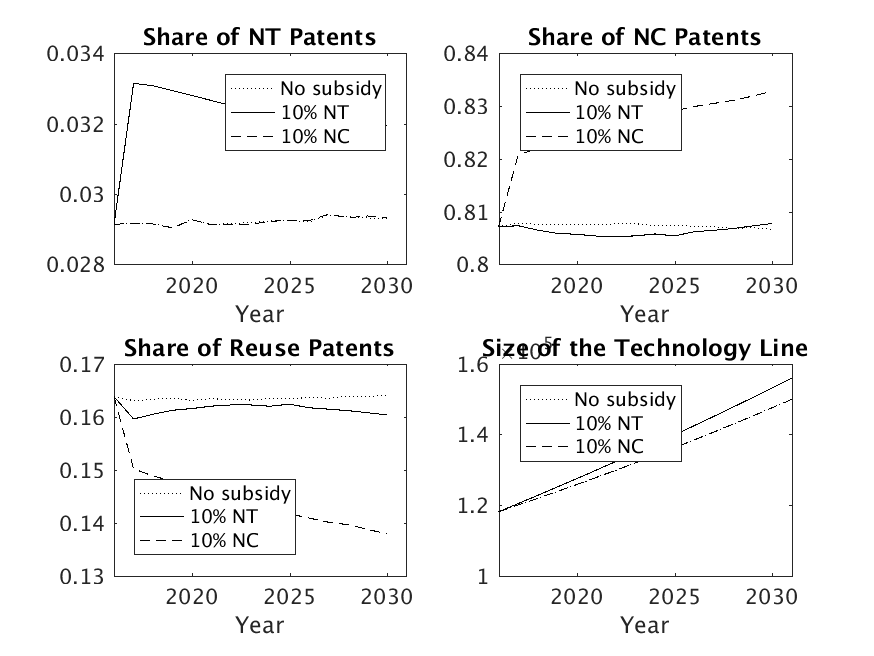 Share of NT Patents
0.034
0.032
0.03
0.028
No subsidy
10% NT
10% NC
2020 2025 2030
Year
Share of NC Patents
0.84
0.83
0.82
0.81
0.8
No subsidy
10% NT
10% NC
2020 2025 2030
Year
Share of Reuse Patents
0.17
0.16
0.15
0.14
0.13
No subsidy
10% NT
10% NC
2020 2025 2030
Year
Size of the Technology Line
×10⁵
1.6
1.4
1.2
1
No subsidy
10% NT
10% NC
2020 2025 2030
Year